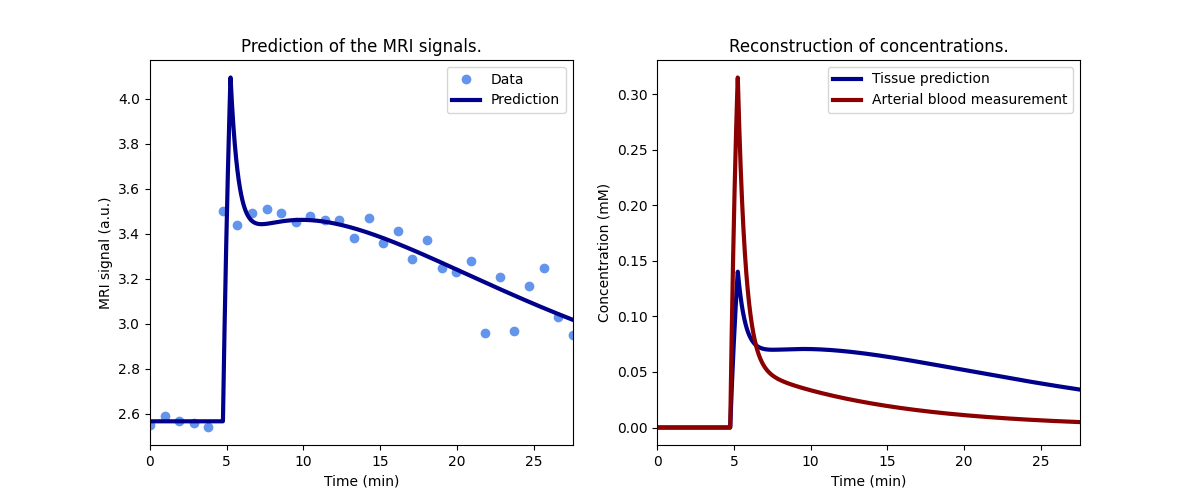 Prediction of the MRI signals.
MRI signal (a.u.)
4.0
3.8
3.6
3.4
3.2
3.0
2.8
2.6
Data
Prediction
0 5 10 15 20 25
Time (min)
Reconstruction of concentrations.
Concentration (mM)
0.30
0.25
0.20
0.15
0.10
0.05
0.00
Tissue prediction
Arterial blood measurement
0 5 10 15 20 25
Time (min)